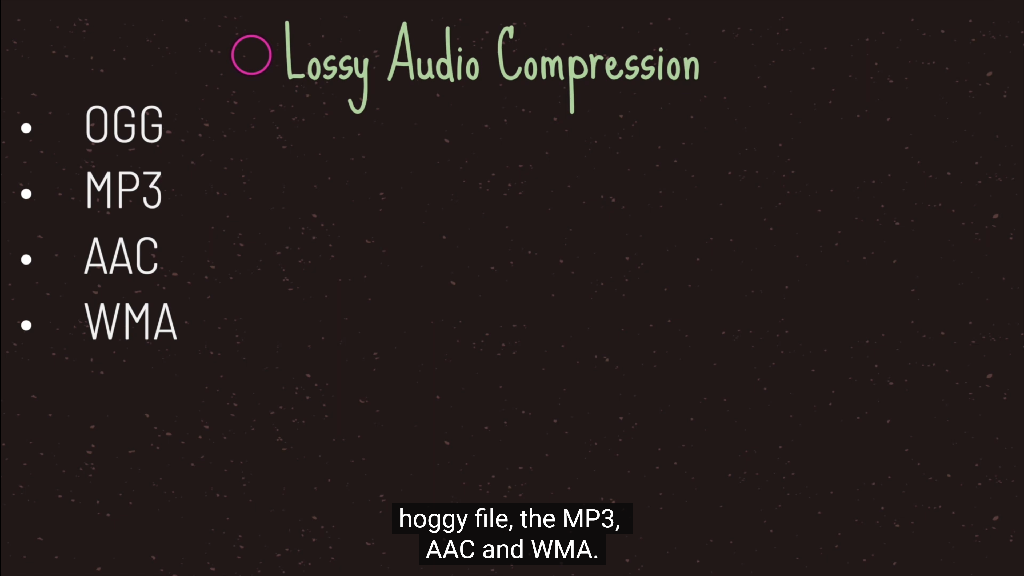 Lossy Audio Compression
• OGG
• MP3
• AAC
• WMA
hoggy file, the MP3,
AAC and WMA.